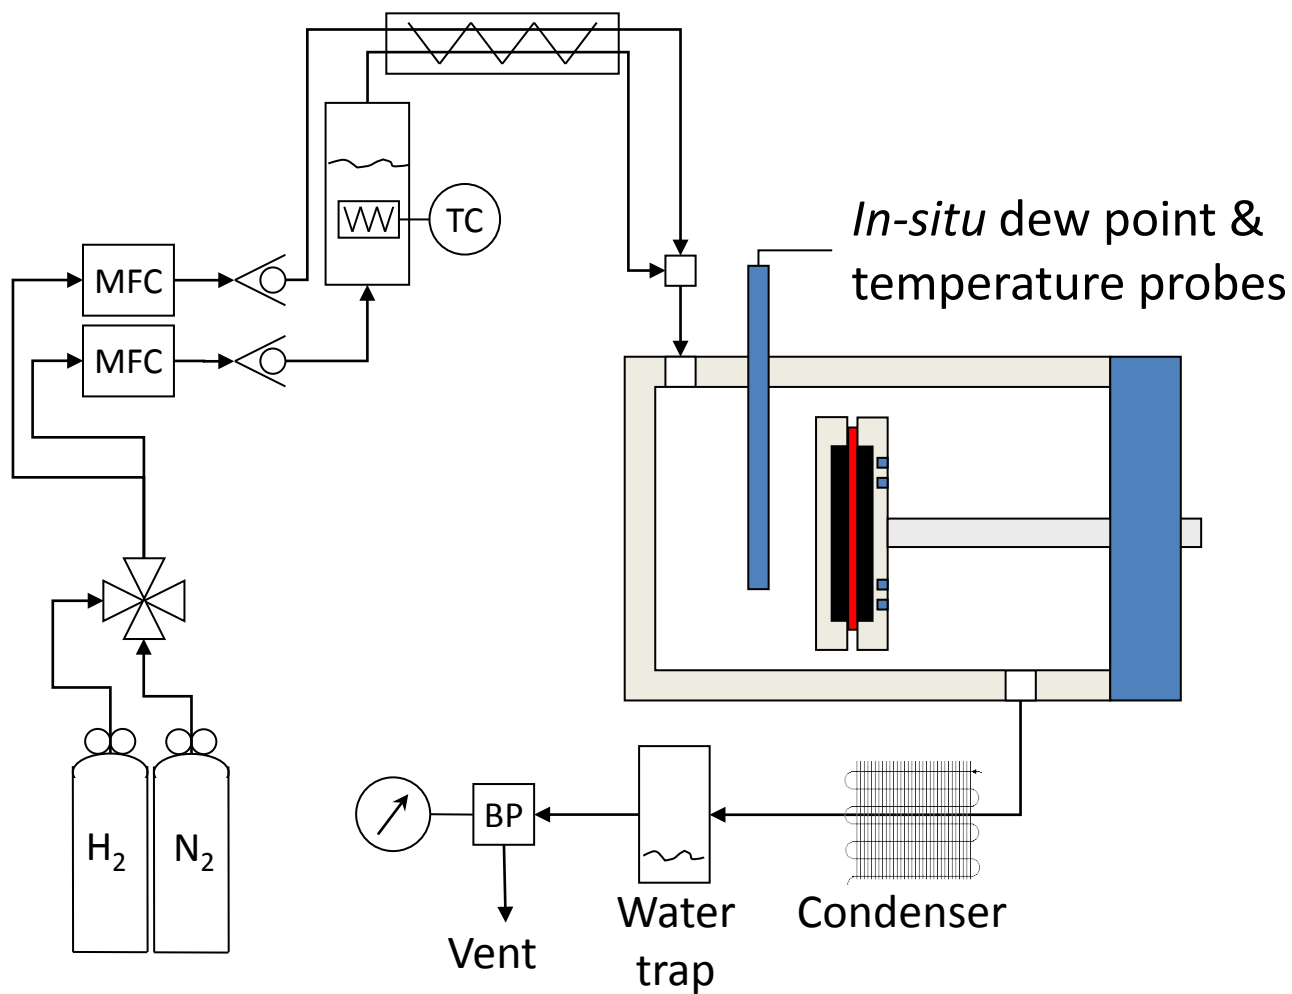 TC
In-situ dew point &
temperature probes
MFC
MFC
H₂
N₂
BP
Vent
Water
trap
Condenser